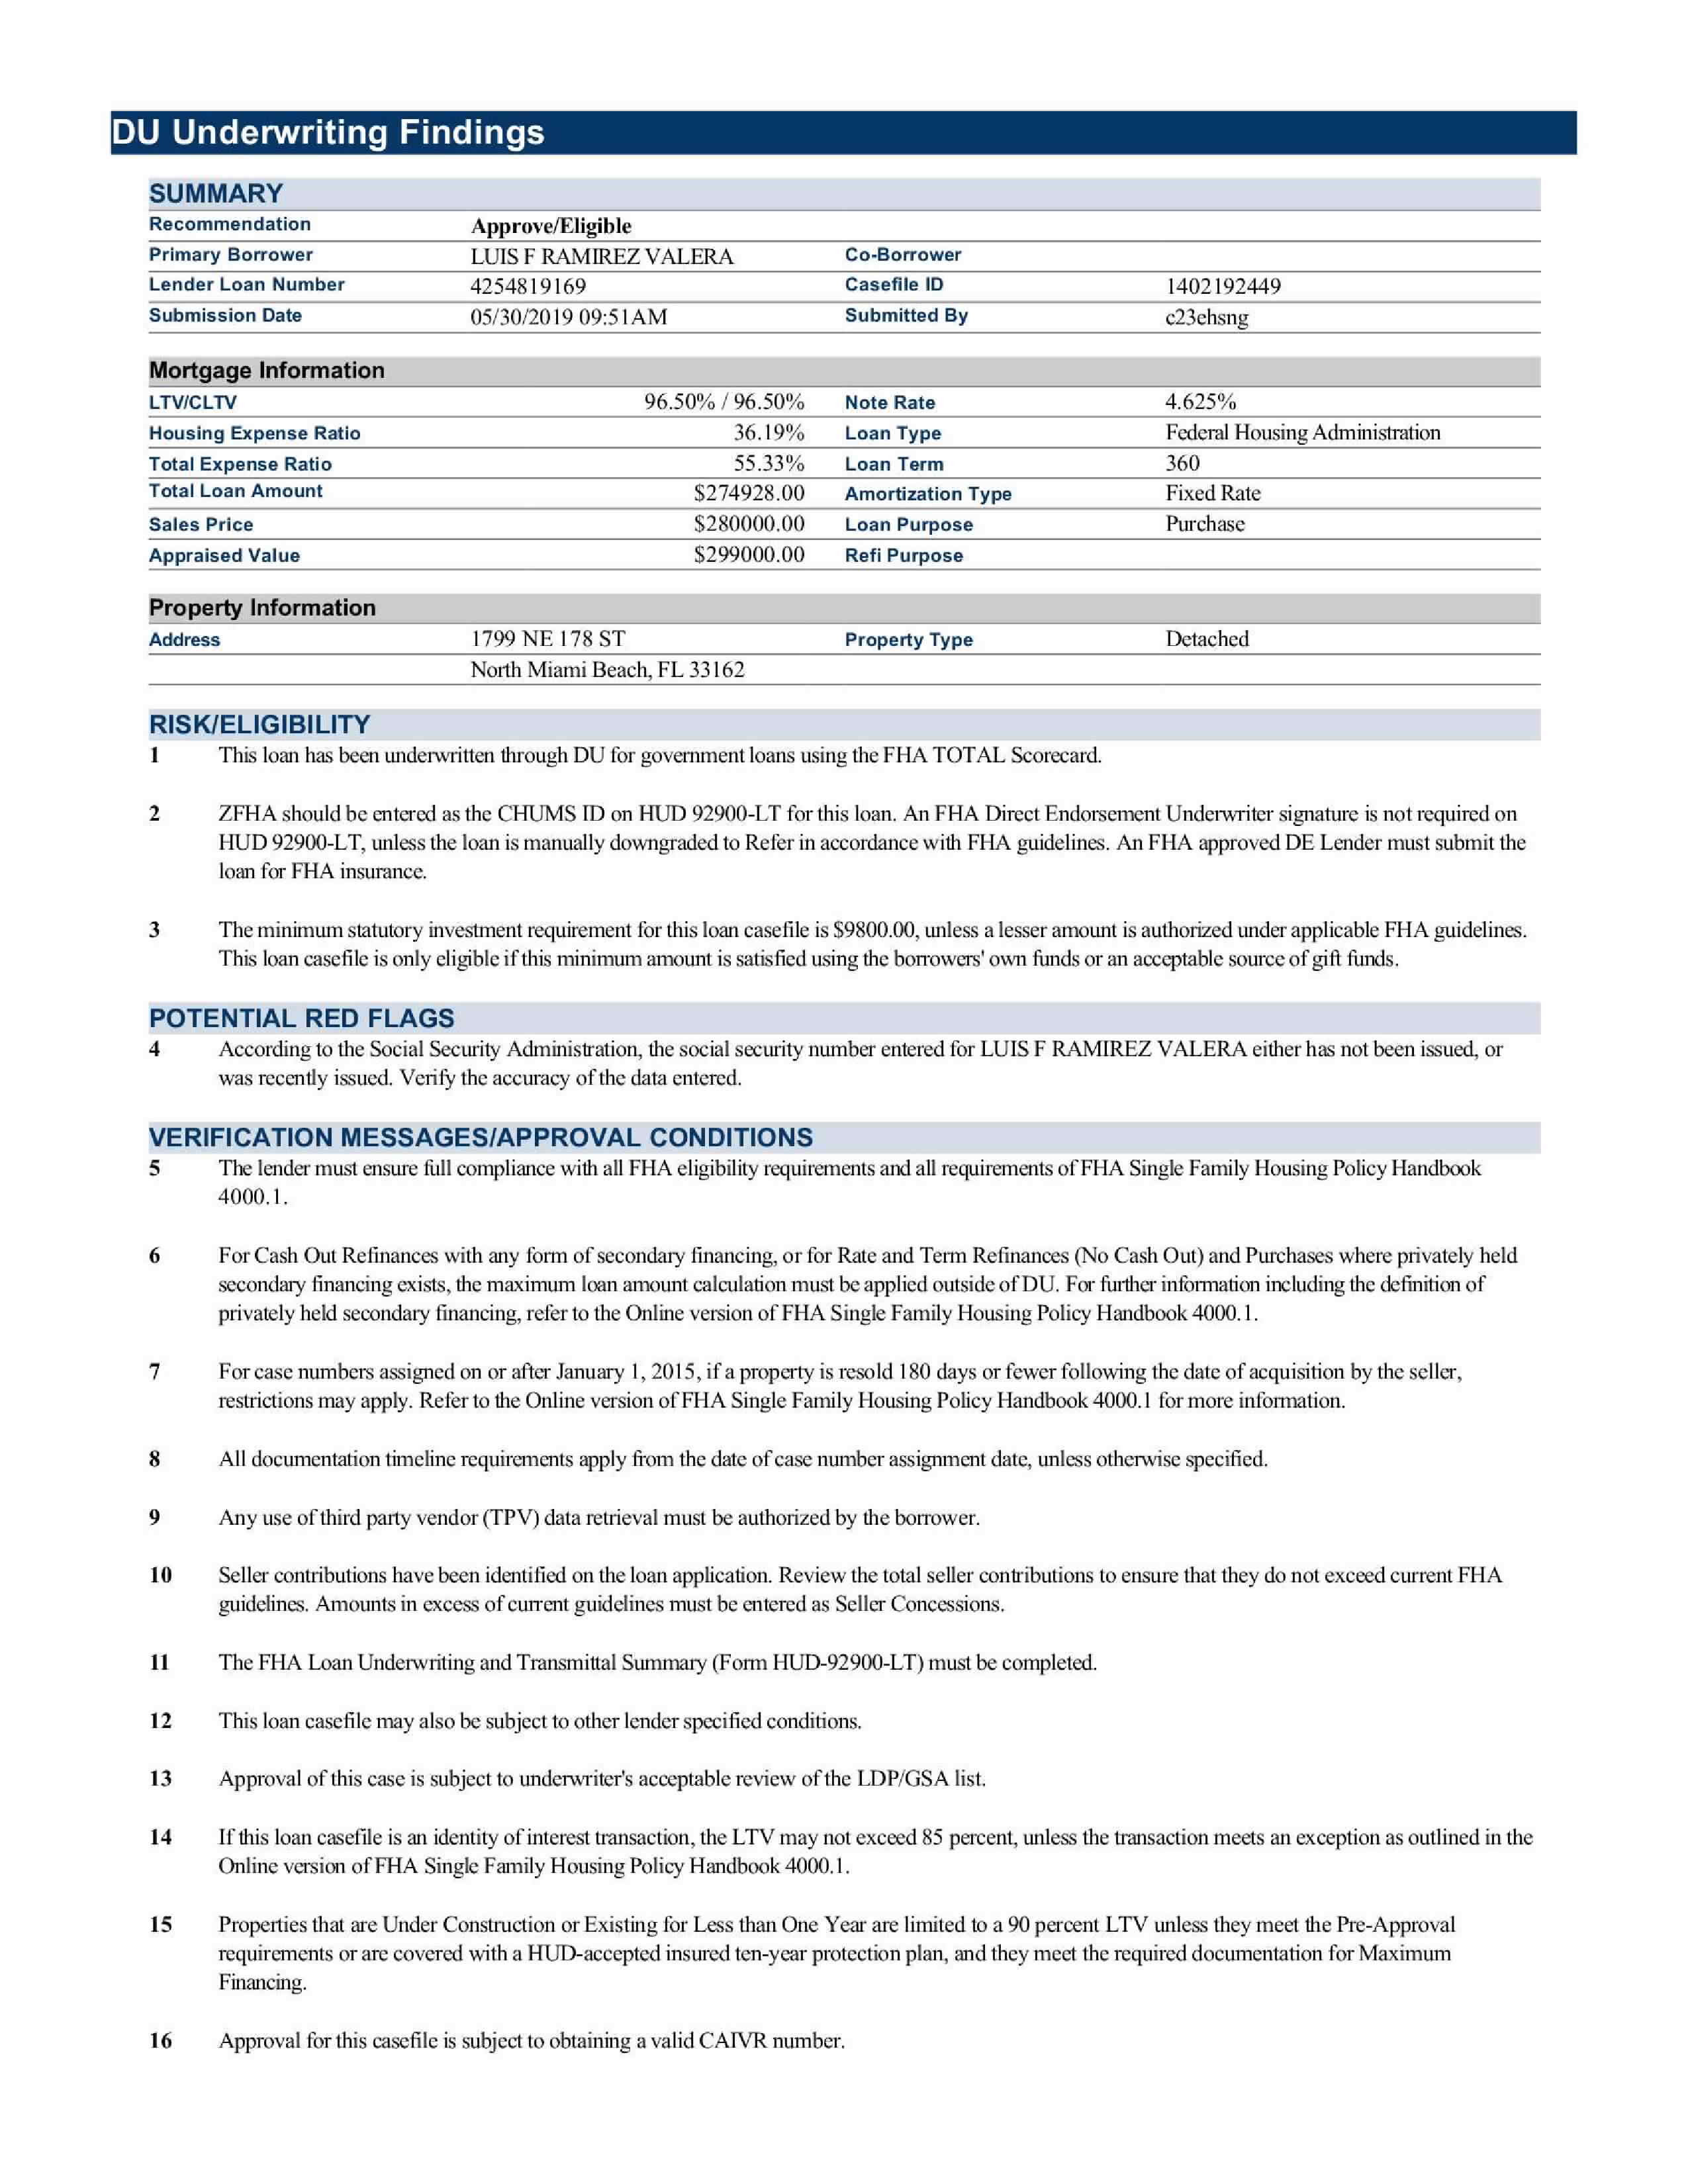 DU Underwriting Findings
SUMMARY
Recommendation Approve/Eligible
Primary Borrower LUIS F RAMIREZ VALERA Co-Borrower
Lender Loan Number 4254819169 Casefile ID 1402192449
Submission Date 05/30/2019 09:51AM Submitted By c23ehsng
Mortgage Information
LTV/CLTV 96.50% / 96.50% Note Rate 4.625%
Housing Expense Ratio 36.19% Loan Type Federal Housing Administration
Total Expense Ratio 55.33% Loan Term 360
Total Loan Amount $274928.00 Amortization Type Fixed Rate
Sales Price $280000.00 Loan Purpose Purchase
Appraised Value $299000.00 Refi Purpose
Property Information
Address 1799 NE 178 ST Property Type Detached
North Miami Beach, FL 33162
RISK/ELIGIBILITY
1 This loan has been underwritten through DU for government loans using the FHA TOTAL Scorecard.
2 ZFHA should be entered as the CHUMS ID on HUD 92900-LT for this loan. An FHA Direct Endorsement Underwriter signature is not required on
HUD 92900-LT, unless the loan is manually downgraded to Refer in accordance with FHA guidelines. An FHA approved DE Lender must submit the
loan for FHA insurance.
3 The minimum statutory investment requirement for this loan casefile is $9800.00, unless a lesser amount is authorized under applicable FHA guidelines.
This loan casefile is only eligible if this minimum amount is satisfied using the borrowers' own funds or an acceptable source of gift funds.
POTENTIAL RED FLAGS
4 According to the Social Security Administration, the social security number entered for LUIS F RAMIREZ VALERA either has not been issued, or
was recently issued. Verify the accuracy of the data entered.
VERIFICATION MESSAGES/APPROVAL CONDITIONS
5 The lender must ensure full compliance with all FHA eligibility requirements and all requirements of FHA Single Family Housing Policy Handbook
4000.1.
6 For Cash Out Refinances with any form of secondary financing, or for Rate and Term Refinances (No Cash Out) and Purchases where privately held
secondary financing exists, the maximum loan amount calculation must be applied outside of DU. For further information including the definition of
privately held secondary financing, refer to the Online version of FHA Single Family Housing Policy Handbook 4000.1.
7 For case numbers assigned on or after January 1, 2015, if a property is resold 180 days or fewer following the date of acquisition by the seller,
restrictions may apply. Refer to the Online version of FHA Single Family Housing Policy Handbook 4000.1 for more information.
8 All documentation timeline requirements apply from the date of case number assignment date, unless otherwise specified.
9 Any use of third party vendor (TPV) data retrieval must be authorized by the borrower.
10 Seller contributions have been identified on the loan application. Review the total seller contributions to ensure that they do not exceed current FHA
guidelines. Amounts in excess of current guidelines must be entered as Seller Concessions.
11 The FHA Loan Underwriting and Transmittal Summary (Form HUD-92900-LT) must be completed.
12 This loan casefile may also be subject to other lender specified conditions.
13 Approval of this case is subject to underwriter's acceptable review of the LDP/GSA list.
14 If this loan casefile is an identity of interest transaction, the LTV may not exceed 85 percent, unless the transaction meets an exception as outlined in the
Online version of FHA Single Family Housing Policy Handbook 4000.1.
15 Properties that are Under Construction or Existing for Less than One Year are limited to a 90 percent LTV unless they meet the Pre-Approval
requirements or are covered with a HUD-accepted insured ten-year protection plan, and they meet the required documentation for Maximum
Financing.
16 Approval for this casefile is subject to obtaining a valid CAIVR number.